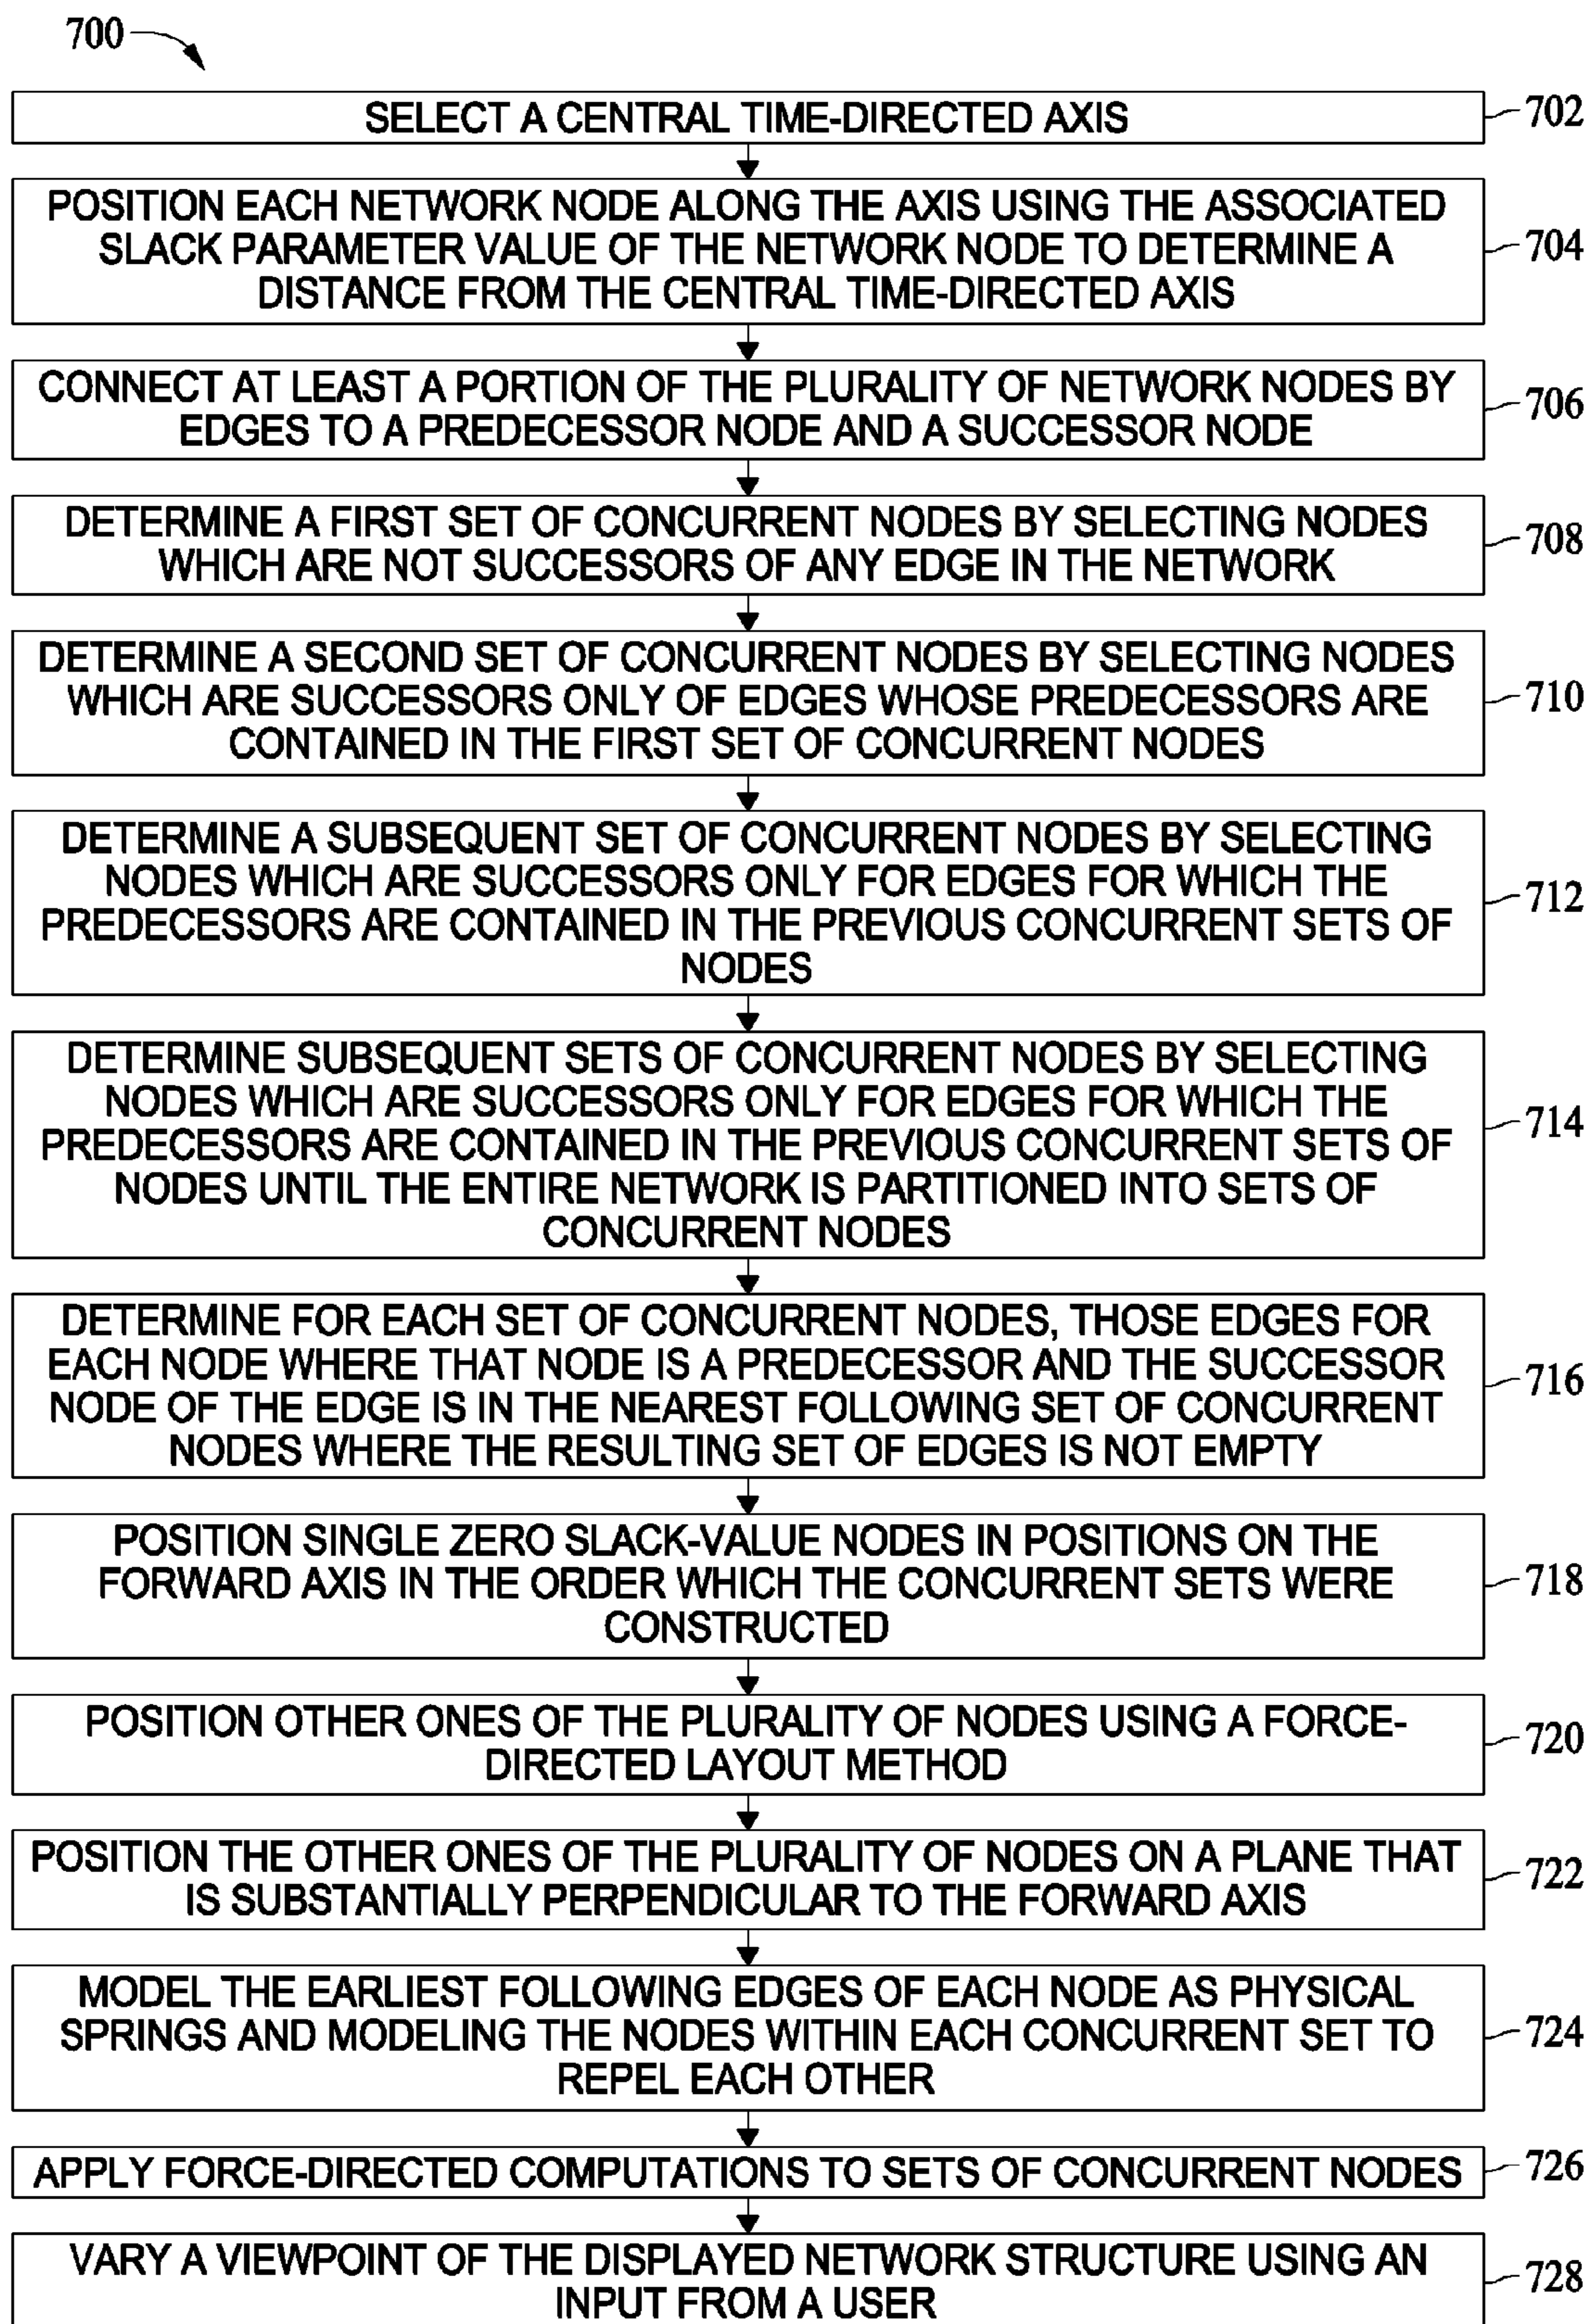 700
SELECT A CENTRAL TIME-DIRECTED AXIS
702
POSITION EACH NETWORK NODE ALONG THE AXIS USING THE ASSOCIATED
SLACK PARAMETER VALUE OF THE NETWORK NODE TO DETERMINE A
DISTANCE FROM THE CENTRAL TIME-DIRECTED AXIS
704
CONNECT AT LEAST A PORTION OF THE PLURALITY OF NETWORK NODES BY
EDGES TO A PREDECESSOR NODE AND A SUCCESSOR NODE
706
DETERMINE A FIRST SET OF CONCURRENT NODES BY SELECTING NODES
WHICH ARE NOT SUCCESSORS OF ANY EDGE IN THE NETWORK
708
DETERMINE A SECOND SET OF CONCURRENT NODES BY SELECTING NODES
WHICH ARE SUCCESSORS ONLY OF EDGES WHOSE PREDECESSORS ARE
CONTAINED IN THE FIRST SET OF CONCURRENT NODES
710
DETERMINE A SUBSEQUENT SET OF CONCURRENT NODES BY SELECTING
NODES WHICH ARE SUCCESSORS ONLY FOR EDGES FOR WHICH THE
PREDECESSORS ARE CONTAINED IN THE PREVIOUS CONCURRENT SETS OF
NODES
712
DETERMINE SUBSEQUENT SETS OF CONCURRENT NODES BY SELECTING
NODES WHICH ARE SUCCESSORS ONLY FOR EDGES FOR WHICH THE
PREDECESSORS ARE CONTAINED IN THE PREVIOUS CONCURRENT SETS OF
NODES UNTIL THE ENTIRE NETWORK IS PARTITIONED INTO SETS OF
CONCURRENT NODES
714
DETERMINE FOR EACH SET OF CONCURRENT NODES, THOSE EDGES FOR
EACH NODE WHERE THAT NODE IS A PREDECESSOR AND THE SUCCESSOR
NODE OF THE EDGE IS IN THE NEAREST FOLLOWING SET OF CONCURRENT
NODES WHERE THE RESULTING SET OF EDGES IS NOT EMPTY
716
POSITION SINGLE ZERO SLACK-VALUE NODES IN POSITIONS ON THE
FORWARD AXIS IN THE ORDER WHICH THE CONCURRENT SETS WERE
CONSTRUCTED
718
POSITION OTHER ONES OF THE PLURALITY OF NODES USING A FORCE-
DIRECTED LAYOUT METHOD
720
POSITION THE OTHER ONES OF THE PLURALITY OF NODES ON A PLANE THAT
IS SUBSTANTIALLY PERPENDICULAR TO THE FORWARD AXIS
722
MODEL THE EARLIEST FOLLOWING EDGES OF EACH NODE AS PHYSICAL
SPRINGS AND MODELING THE NODES WITHIN EACH CONCURRENT SET TO
REPEL EACH OTHER
724
APPLY FORCE-DIRECTED COMPUTATIONS TO SETS OF CONCURRENT NODES
726
VARY A VIEWPOINT OF THE DISPLAYED NETWORK STRUCTURE USING AN
INPUT FROM A USER
728